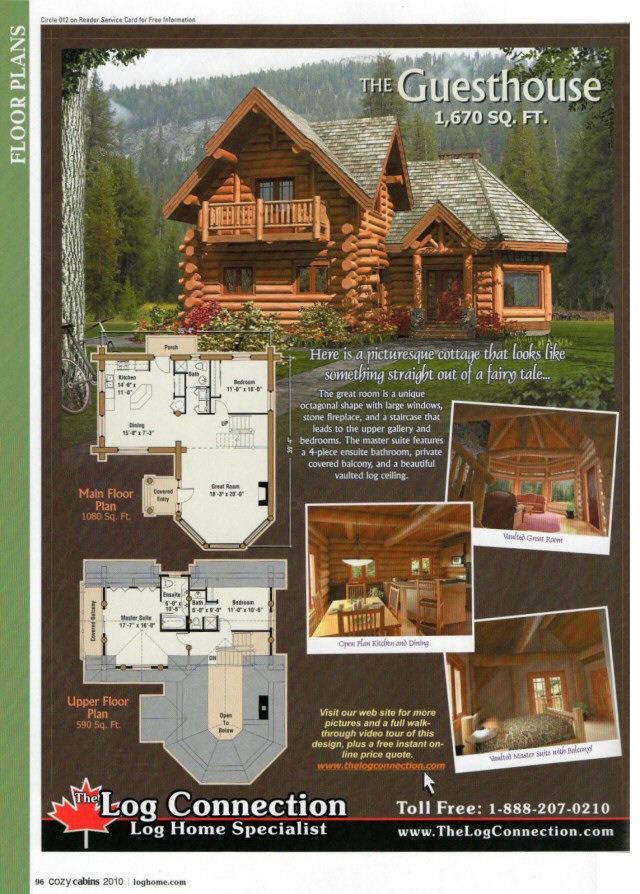 FLOOR PLANS
Circle 012 on Reader Service Card for Free Information
THE Guesthouse
1,670 SQ. FT.
Here is a picturesque cottage that looks like
something straight out of a fairy tale...
The great room is a unique
octagonal shape with large windows,
stone fireplace, and a staircase that
leads to the upper gallery and
bedrooms. The master suite features
a 4-piece ensuite bathroom, private
covered balcony, and a beautiful
vaulted log ceiling.
Porch
Kitchen
14'-0" x
11'-0"
Bath
Bedroom
11'-0" x 10'-0"
UP
Dining
15'-0" x 7'-3"
Great Room
18'-3" x 20'-0"
Covered
Entry
Main Floor
Plan
1080 Sq. Ft.
Vaulted Great Room
Open Plan Kitchen and Dining
Covered Balcony
Ensuite
Bath
6'-0" x 8'-0"
Bedroom
11'-0" x 10'-6"
Master Suite
17'-7" x 16'-0"
DN
Open
To
Below
Upper Floor
Plan
590 Sq. Ft.
Vaulted Master Suite with Balcony!
Visit our web site for more
pictures and a full walk-
through video tour of this
design, plus a free instant on-
line price quote.
www.thelogconnection.com
The Log Connection
Log Home Specialist
Toll Free: 1-888-207-0210
www.TheLogConnection.com
96 cozy cabins 2010 | loghome.com